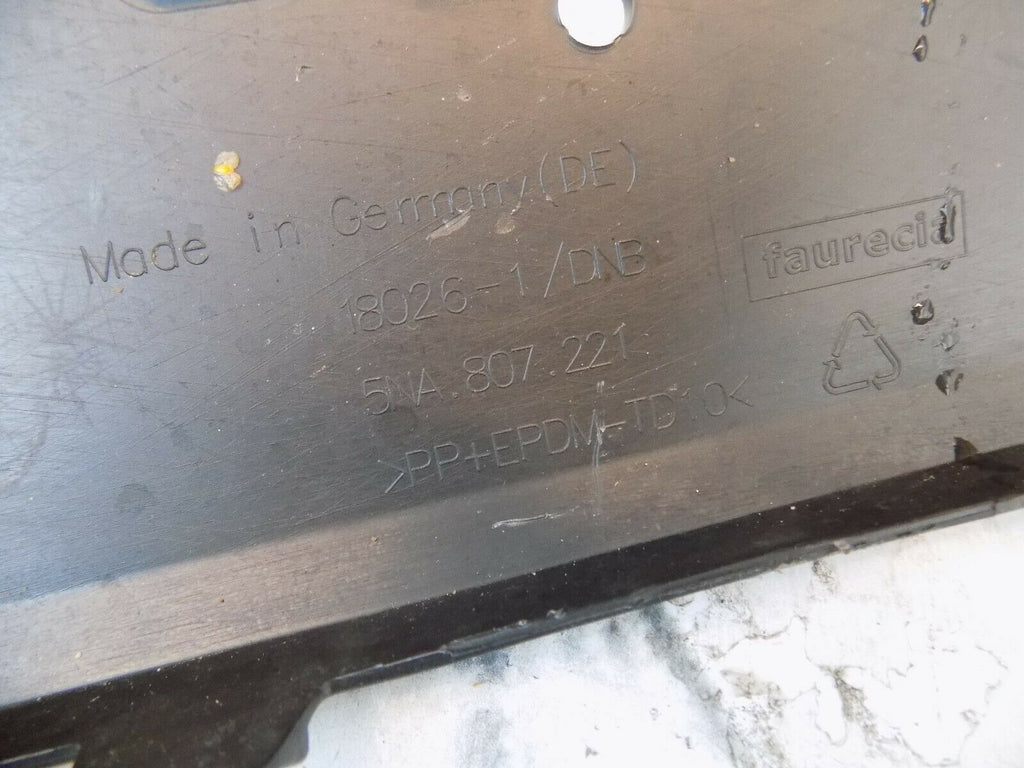 Made in Germany (DE)
18026-1/DNB
5NA.807.221
>PP+EPDM-TD10<
faurecia